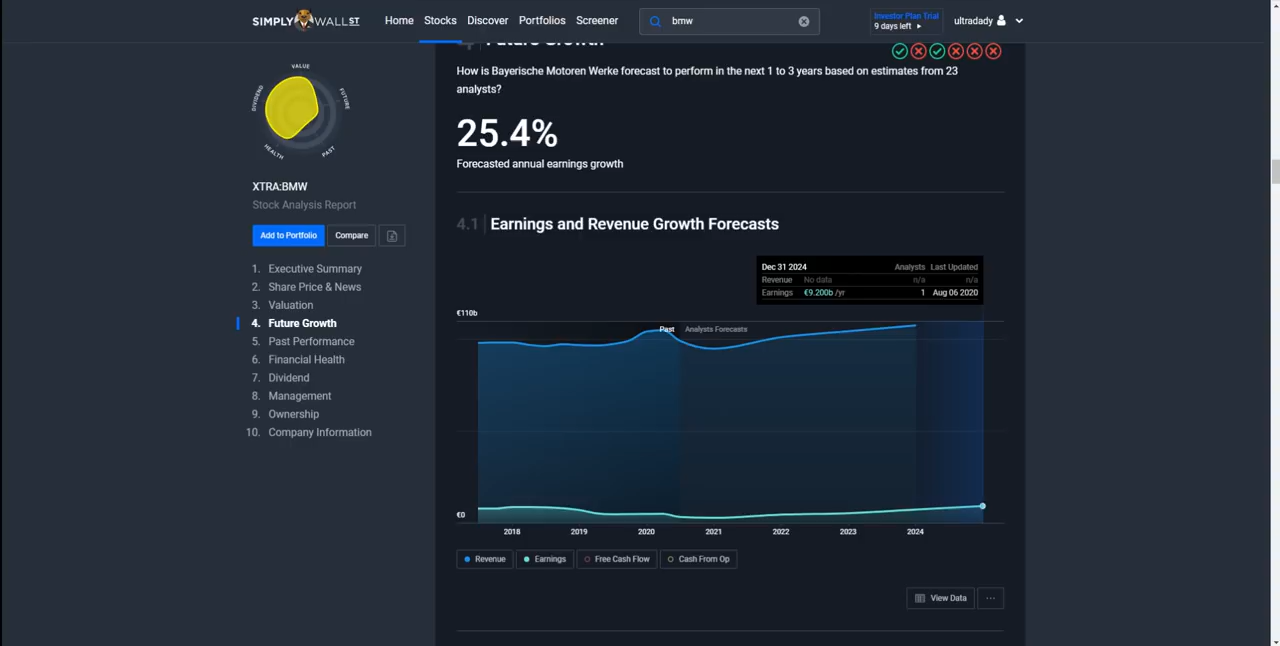 SIMPLY WALL ST
Home Stocks Discover Portfolios Screener
bmw
Investor Plan Trial
9 days left
ultradady
VALUE
FUTURE
PAST
HEALTH
DIVIDEND
XTRA:BMW
Stock Analysis Report
Add to Portfolio Compare
1. Executive Summary
2. Share Price & News
3. Valuation
4. Future Growth
5. Past Performance
6. Financial Health
7. Dividend
8. Management
9. Ownership
10. Company Information
4 Future Growth
How is Bayerische Motoren Werke forecast to perform in the next 1 to 3 years based on estimates from 23
analysts?
25.4%
Forecasted annual earnings growth
4.1 Earnings and Revenue Growth Forecasts
Dec 31 2024 Analysts Last Updated
Revenue No data n/a n/a
Earnings €9.200b /yr 1 Aug 06 2020
€110b
Past Analysts Forecasts
€0
2018 2019 2020 2021 2022 2023 2024
Revenue Earnings Free Cash Flow Cash From Op
View Data ...